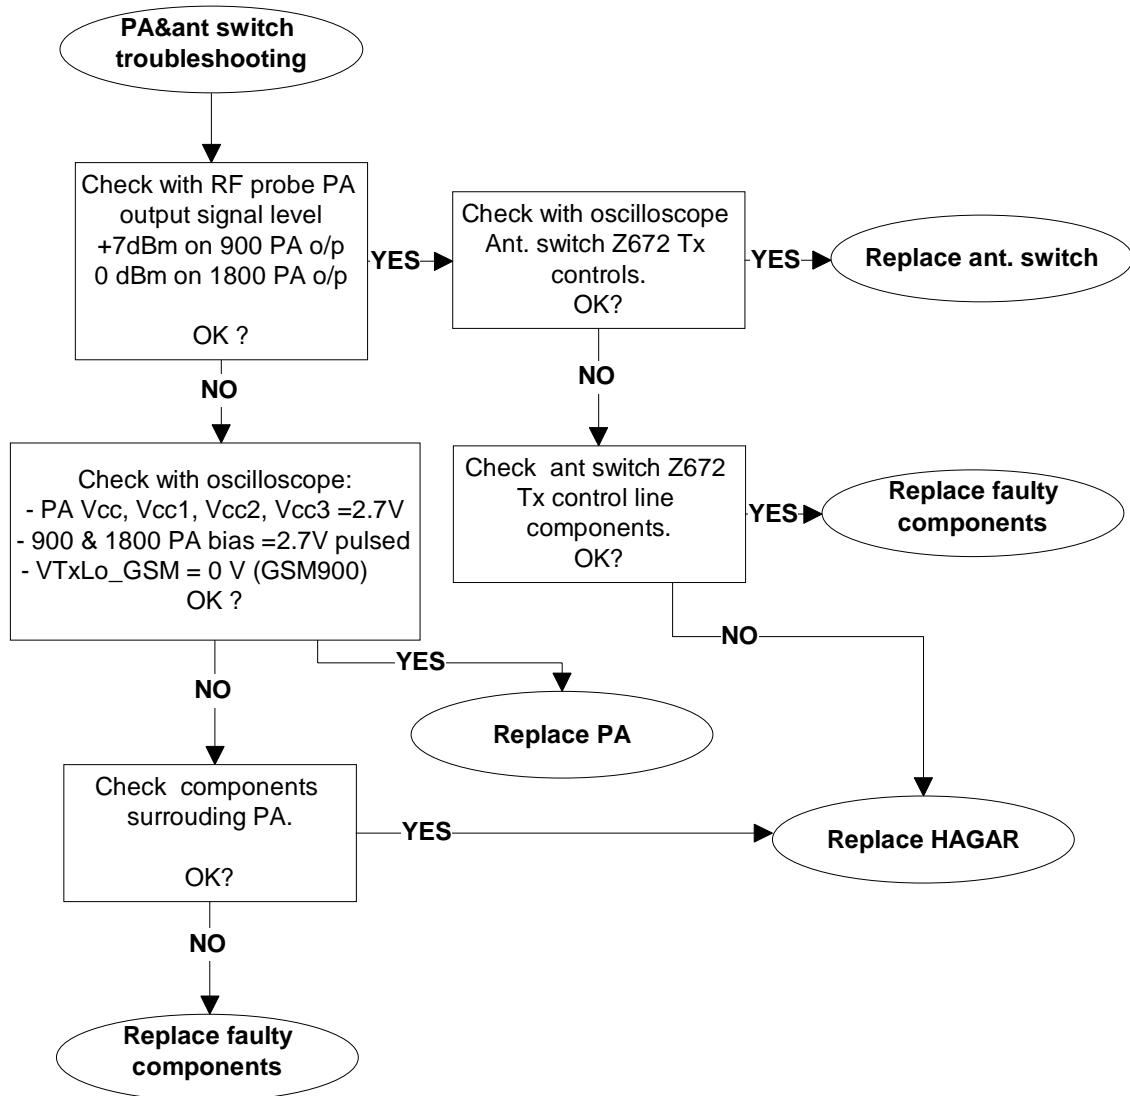 PA&ant switch
troubleshooting
Check with RF probe PA
output signal level
+7dBm on 900 PA o/p
0 dBm on 1800 PA o/p
OK ?
YES
Check with oscilloscope
Ant. switch Z672 Tx
controls.
OK?
YES
Replace ant. switch
NO
NO
Check with oscilloscope:
- PA Vcc, Vcc1, Vcc2, Vcc3 =2.7V
- 900 & 1800 PA bias =2.7V pulsed
- VTxLo_GSM = 0 V (GSM900)
OK ?
Check ant switch Z672
Tx control line
components.
OK?
YES
Replace faulty
components
NO
YES
NO
Replace PA
Check components
surrouding PA.
OK?
YES
Replace HAGAR
NO
Replace faulty
components